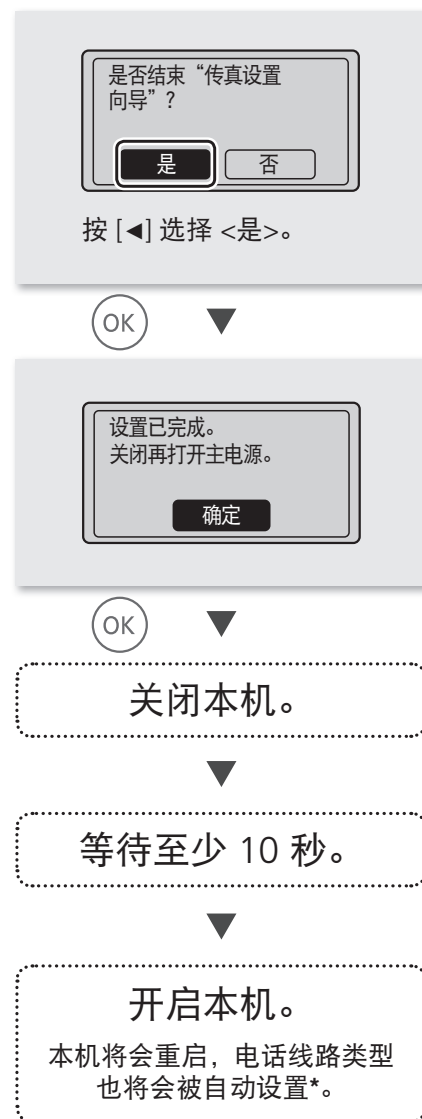 是否结束“传真设置
向导”?
是 否
按 [◀] 选择 <是>。
OK ▼
设置已完成。
关闭再打开主电源。
确定
OK ▼
关闭本机。
▼
等待至少 10 秒。
▼
开启本机。
本机将会重启，电话线路类型
也将会被自动设置*。